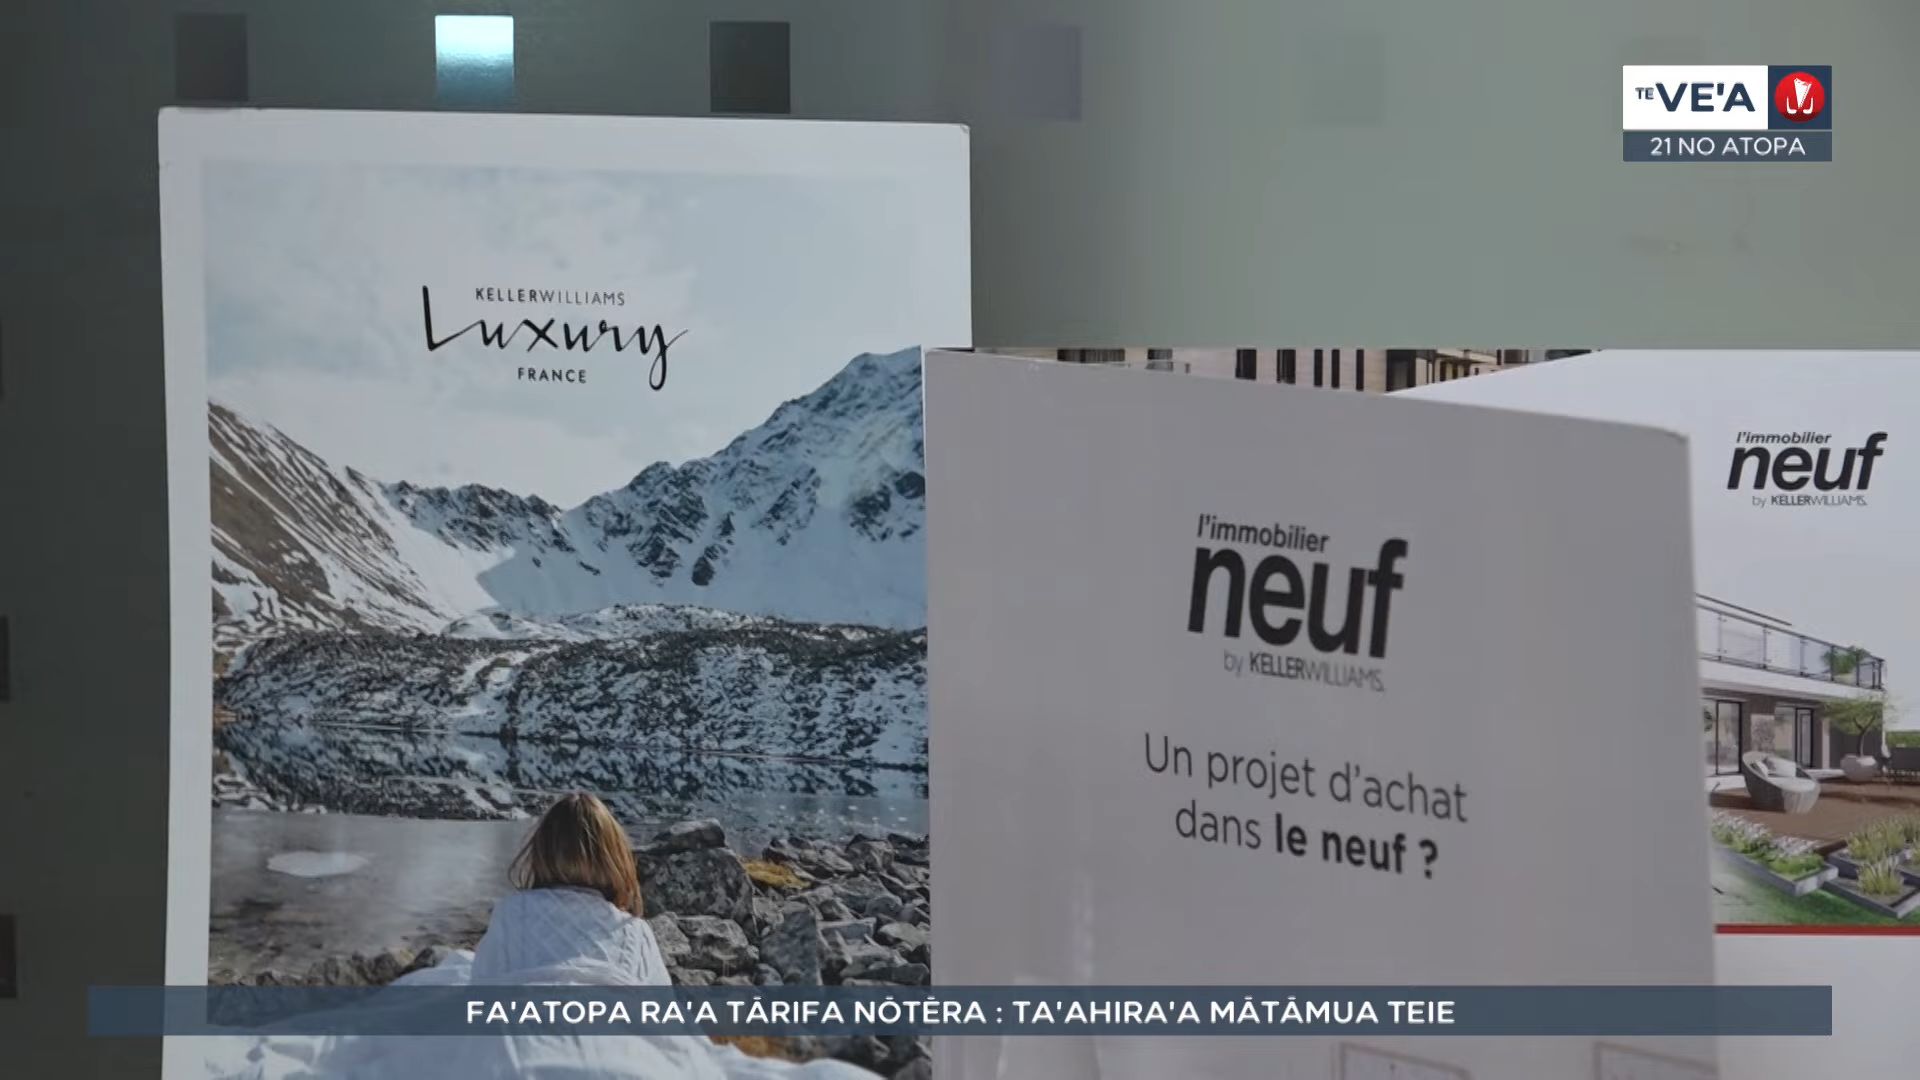 TE VE'A
21 NO ATOPA
KELLERWILLIAMS
Luxury
FRANCE
l'immobilier
neuf
by KELLERWILLIAMS.
Un projet d'achat
dans le neuf ?
l'immobilier
neuf
by KELLERWILLIAMS.
FA'ATOPA RA'A TĀRIFA NŌTĒRA : TA'AHIRA'A MĀTĀMUA TEIE